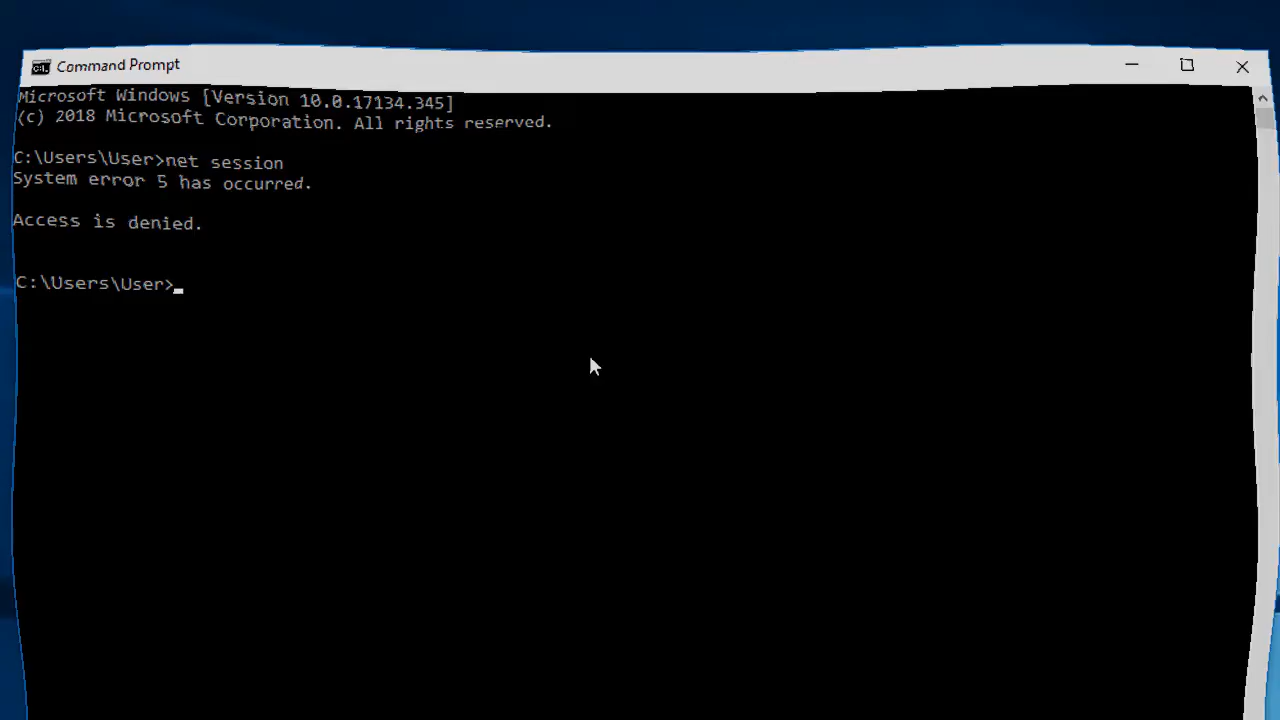 Command Prompt
Microsoft Windows [Version 10.0.17134.345]
(c) 2018 Microsoft Corporation. All rights reserved.
C:\Users\User>net session
System error 5 has occurred.
Access is denied.
C:\Users\User>